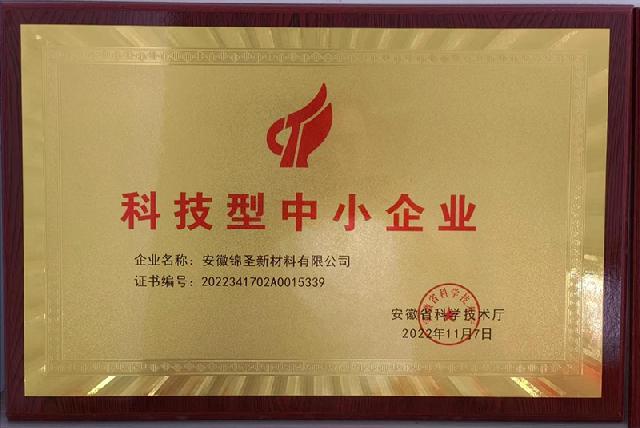 科技型中小企业
企业名称：安徽锦圣新材料有限公司
证书编号：2022341702A0015339
安徽省科学技术厅
2022年11月7日